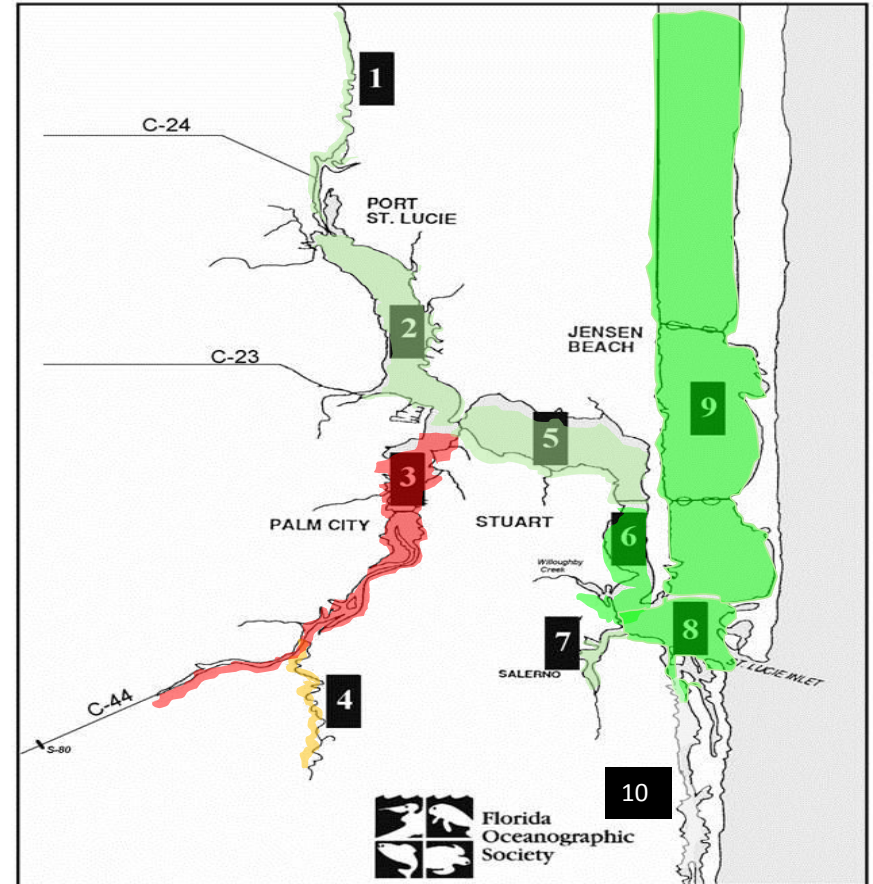 1
C-24
PORT
ST. LUCIE
2
JENSEN
BEACH
C-23
9
5
3
PALM CITY
STUART
6
Willoughby
Creek
8
7
ST. LUCIE INLET
SALERNO
4
C-44
S-80
10
Florida
Oceanographic
Society